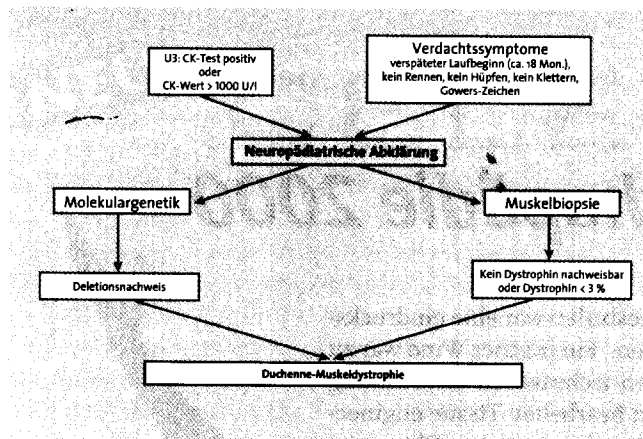 U3: CK-Test positiv
oder
CK-Wert > 1000 U/l
Verdachtssymptome
verspäteter Laufbeginn (ca. 18 Mon.),
kein Rennen, kein Hüpfen, kein Klettern,
Gowers-Zeichen
Neuropädiatrische Abklärung
Molekulargenetik
Muskelbiopsie
Deletionsnachweis
Kein Dystrophin nachweisbar
oder Dystrophin < 3 %
Duchenne-Muskeldystrophie